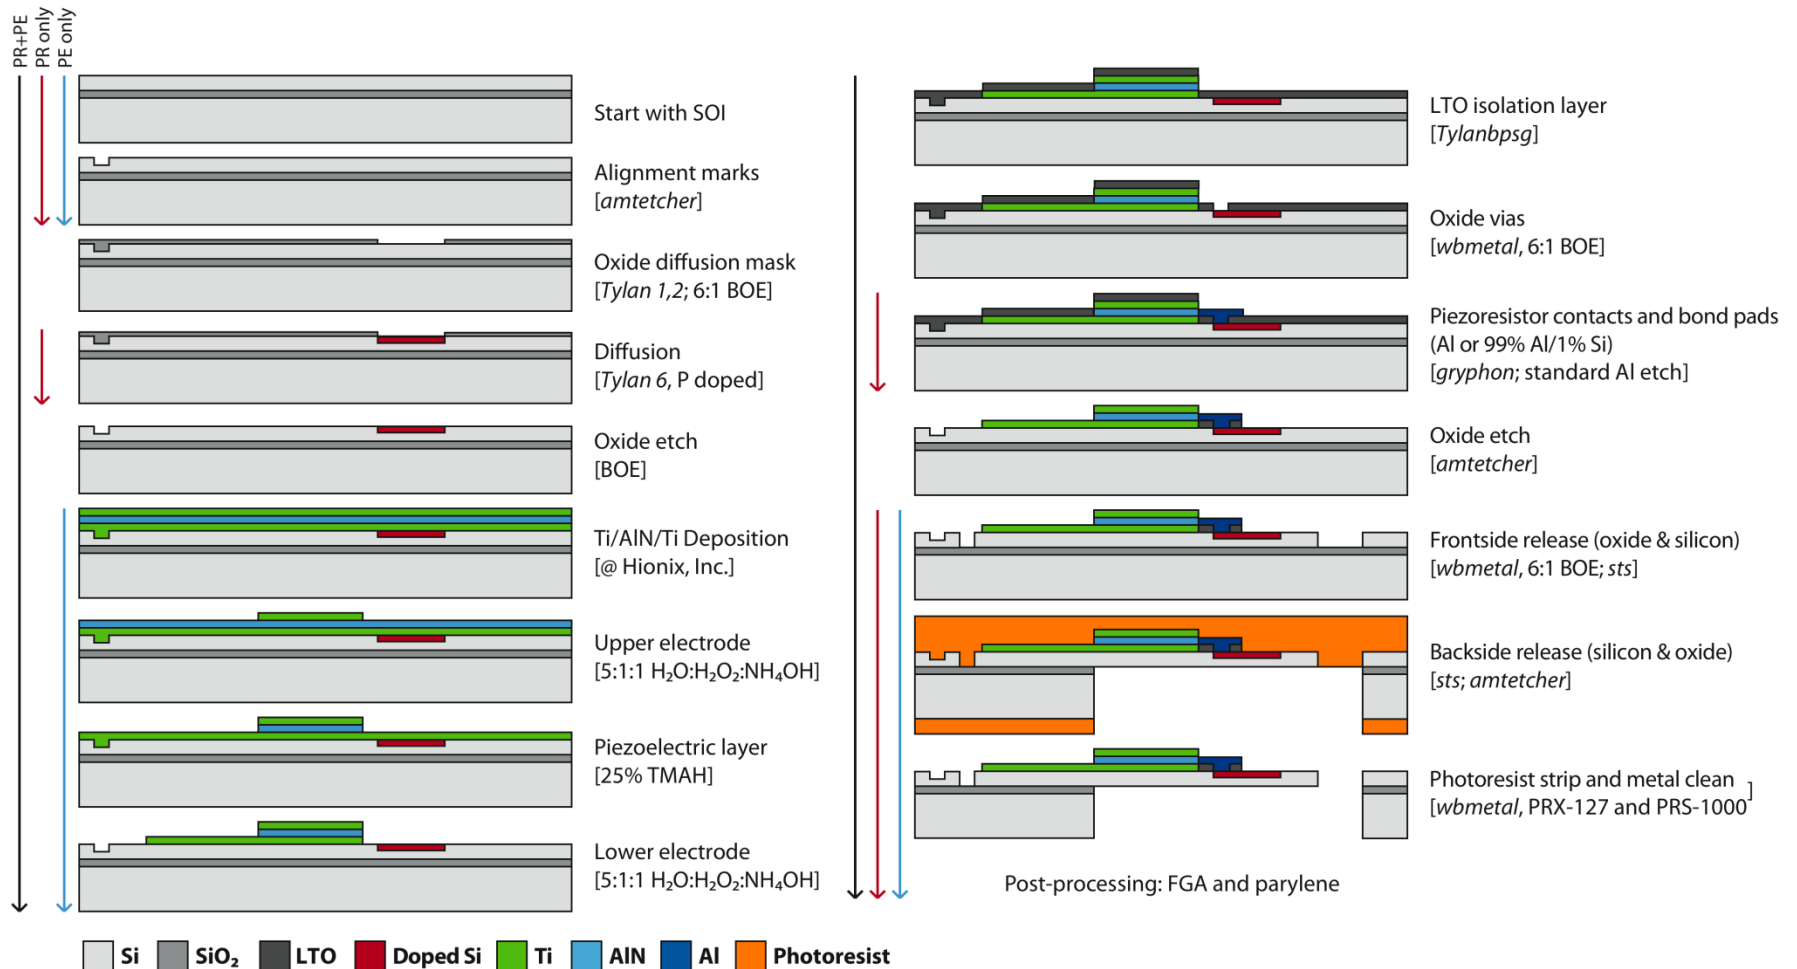 PR+PE
PR only
PE only
Start with SOI
Alignment marks
[amtetcher]
Oxide diffusion mask
[Tylan 1,2; 6:1 BOE]
Diffusion
[Tylan 6, P doped]
Oxide etch
[BOE]
Ti/AlN/Ti Deposition
[@ Hionix, Inc.]
Upper electrode
[5:1:1 H₂O:H₂O₂:NH₄OH]
Piezoelectric layer
[25% TMAH]
Lower electrode
[5:1:1 H₂O:H₂O₂:NH₄OH]
LTO isolation layer
[Tylanbpsg]
Oxide vias
[wbmetal, 6:1 BOE]
Piezoresistor contacts and bond pads
(Al or 99% Al/1% Si)
[gryphon; standard Al etch]
Oxide etch
[amtetcher]
Frontside release (oxide & silicon)
[wbmetal, 6:1 BOE; sts]
Backside release (silicon & oxide)
[sts; amtetcher]
Photoresist strip and metal clean
[wbmetal, PRX-127 and PRS-1000]
Post-processing: FGA and parylene
Si SiO₂ LTO Doped Si Ti AlN Al Photoresist